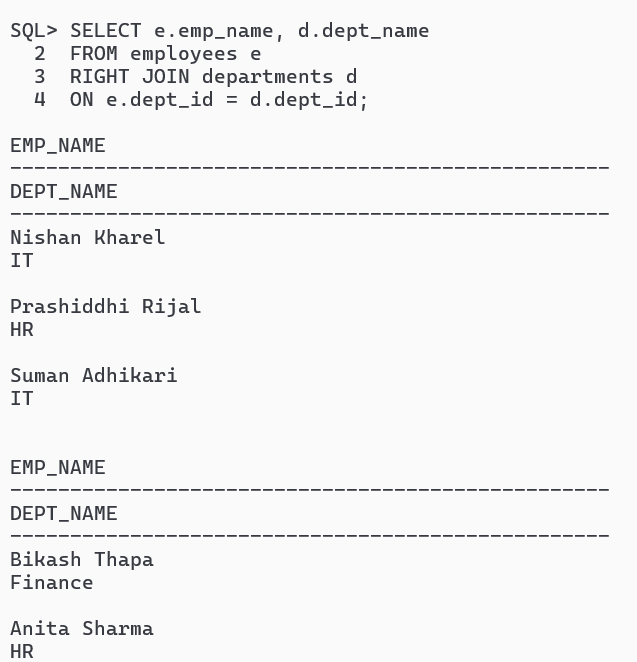 SQL> SELECT e.emp_name, d.dept_name
  2  FROM employees e
  3  RIGHT JOIN departments d
  4  ON e.dept_id = d.dept_id;

EMP_NAME
--------------------------------------------------
DEPT_NAME
--------------------------------------------------
Nishan Kharel
IT

Prashiddhi Rijal
HR

Suman Adhikari
IT


EMP_NAME
--------------------------------------------------
DEPT_NAME
--------------------------------------------------
Bikash Thapa
Finance

Anita Sharma
HR